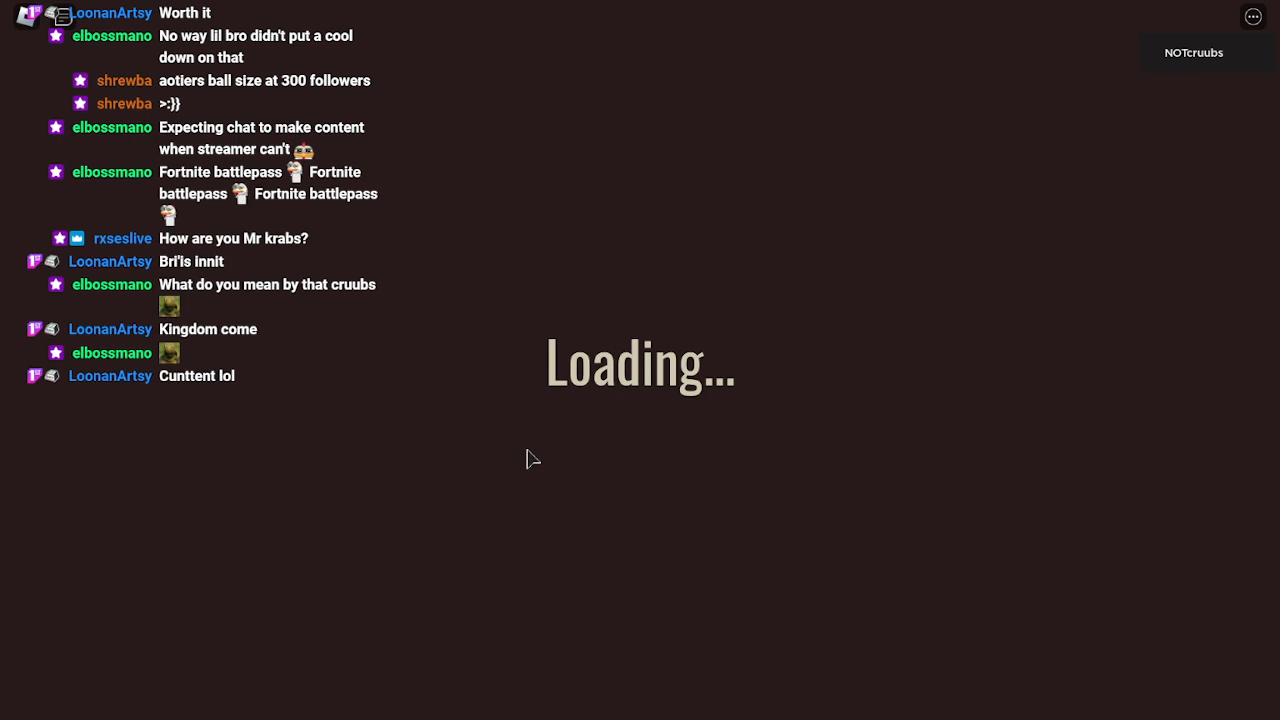 LoonanArtsy Worth it
elbossmano No way lil bro didn't put a cool
down on that
shrewba aotiers ball size at 300 followers
shrewba >:}}
elbossmano Expecting chat to make content
when streamer can't
elbossmano Fortnite battlepass Fortnite
battlepass Fortnite battlepass
rxseslive How are you Mr krabs?
LoonanArtsy Bri'ls innit
elbossmano What do you mean by that cruubs
LoonanArtsy Kingdom come
elbossmano
LoonanArtsy Cunttent lol
NOTcruubs
Loading...